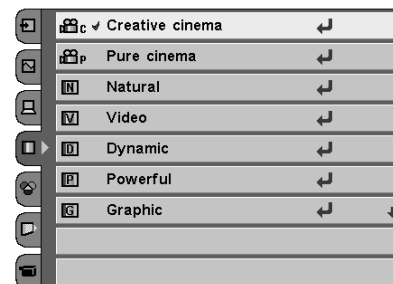 C ✓ Creative cinema
P Pure cinema
N Natural
V Video
D Dynamic
P Powerful
G Graphic